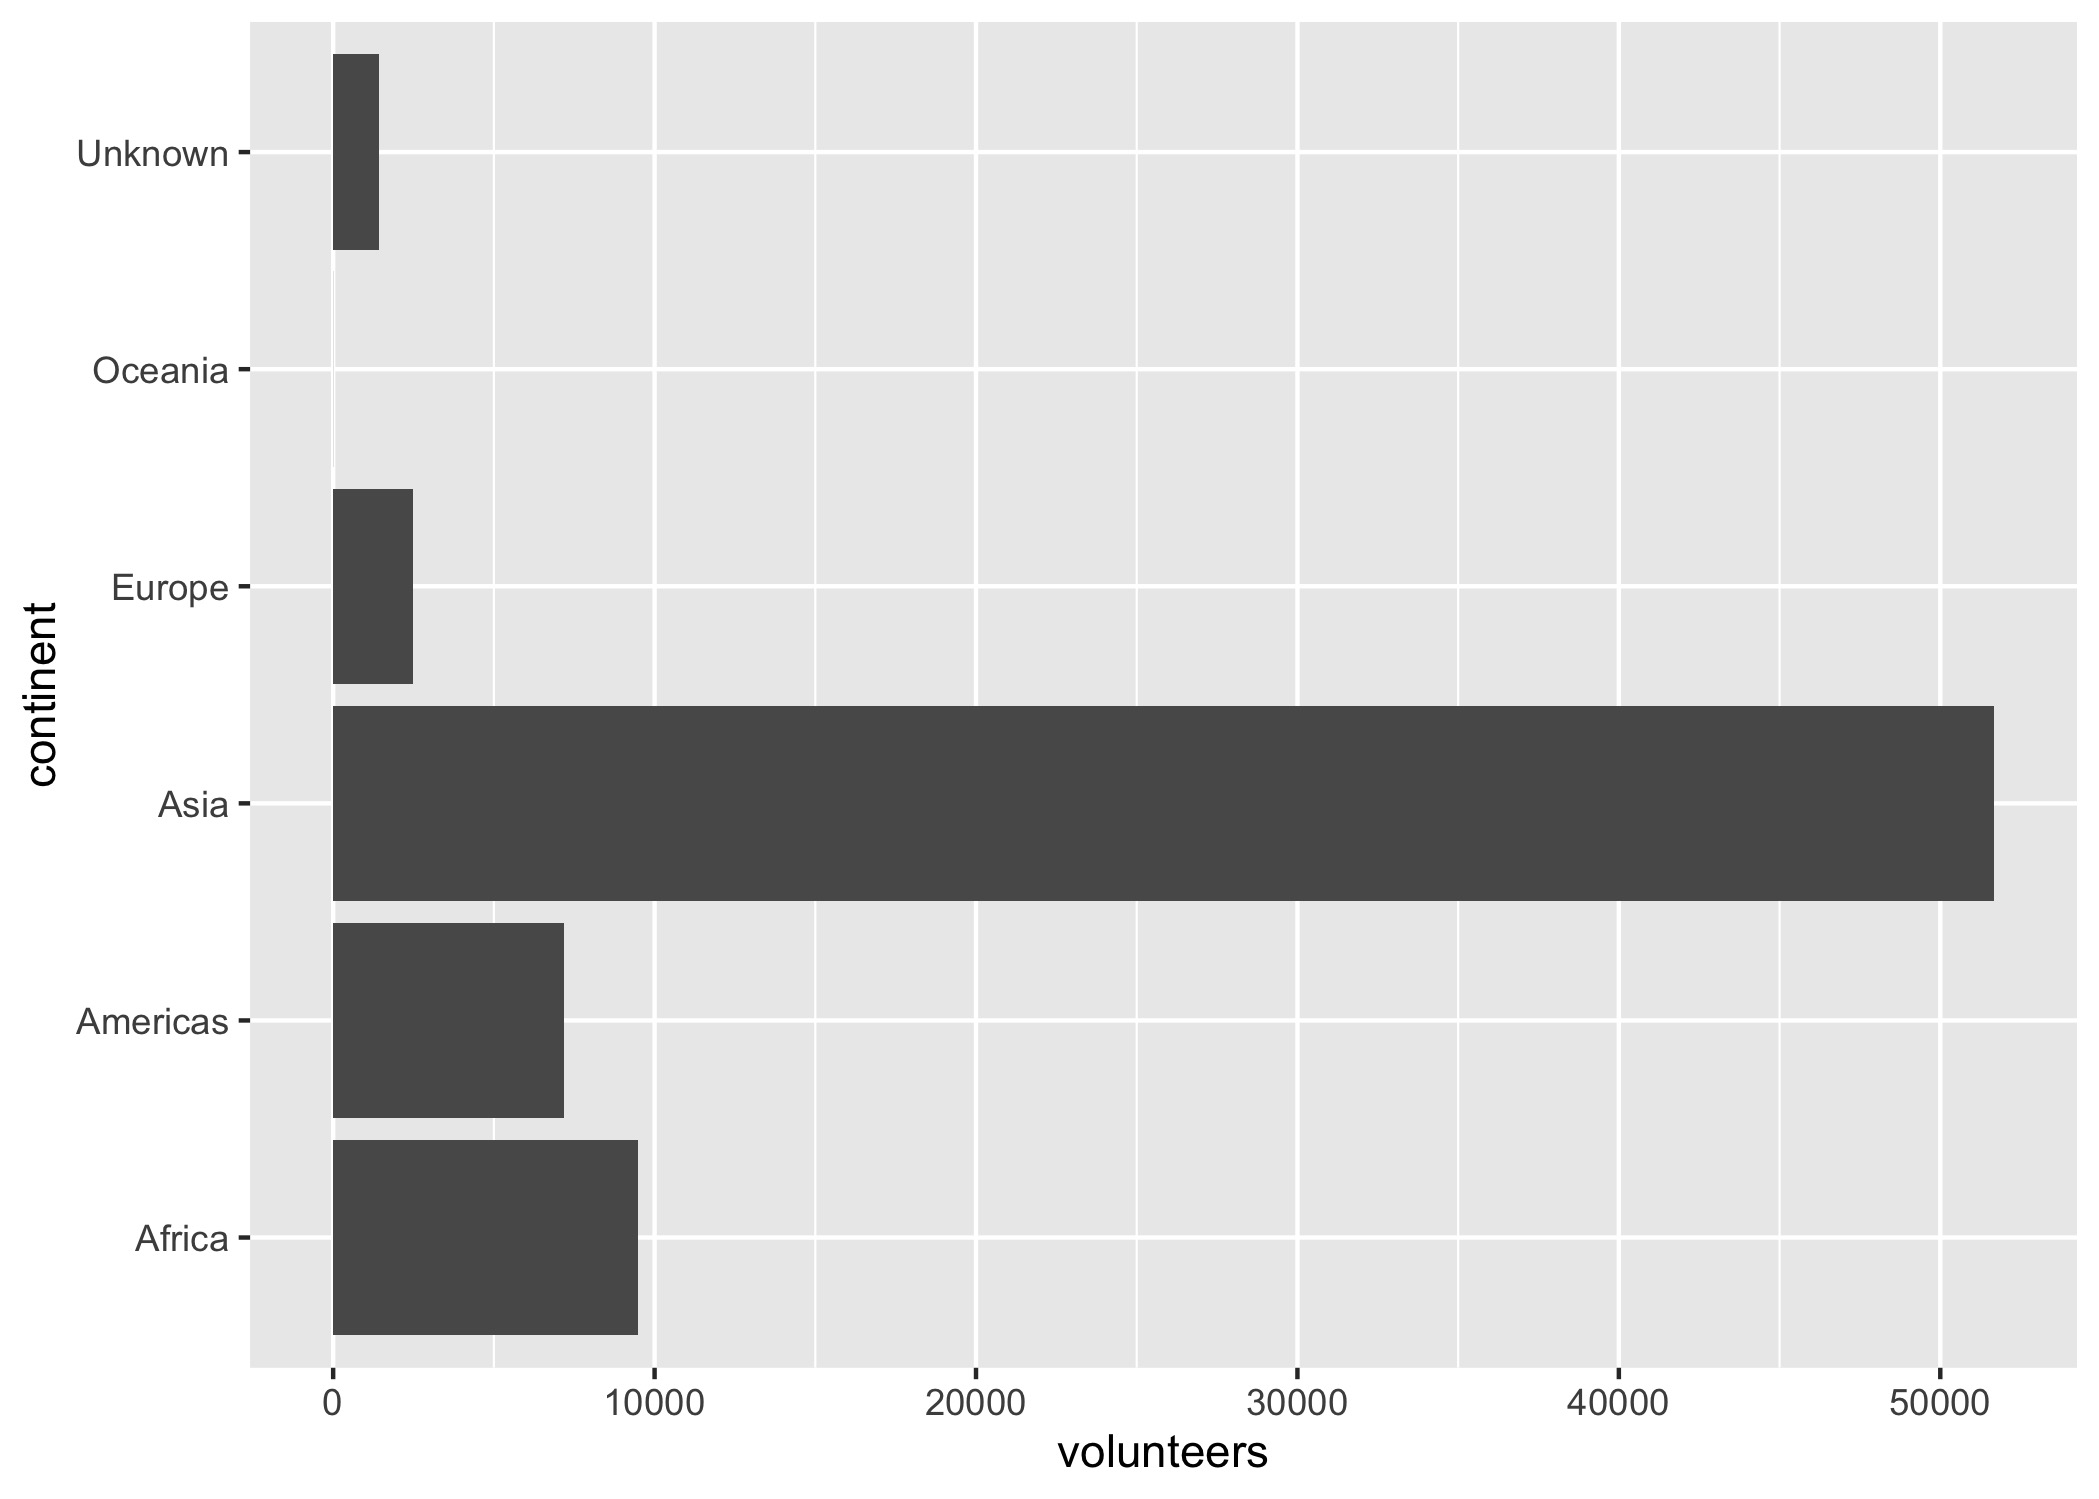 continent
Unknown
Oceania
Europe
Asia
Americas
Africa
0 10000 20000 30000 40000 50000
volunteers